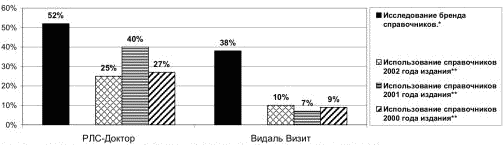 60%
50%
40%
30%
20%
10%
0%
52%
25%
40%
27%
38%
10%
7%
9%
РЛС-Доктор
Видаль Визит
Исследование бренда
справочников.*
Использование справочников
2002 года издания**
Использование справочников
2001 года издания**
Использование справочников
2000 года издания**